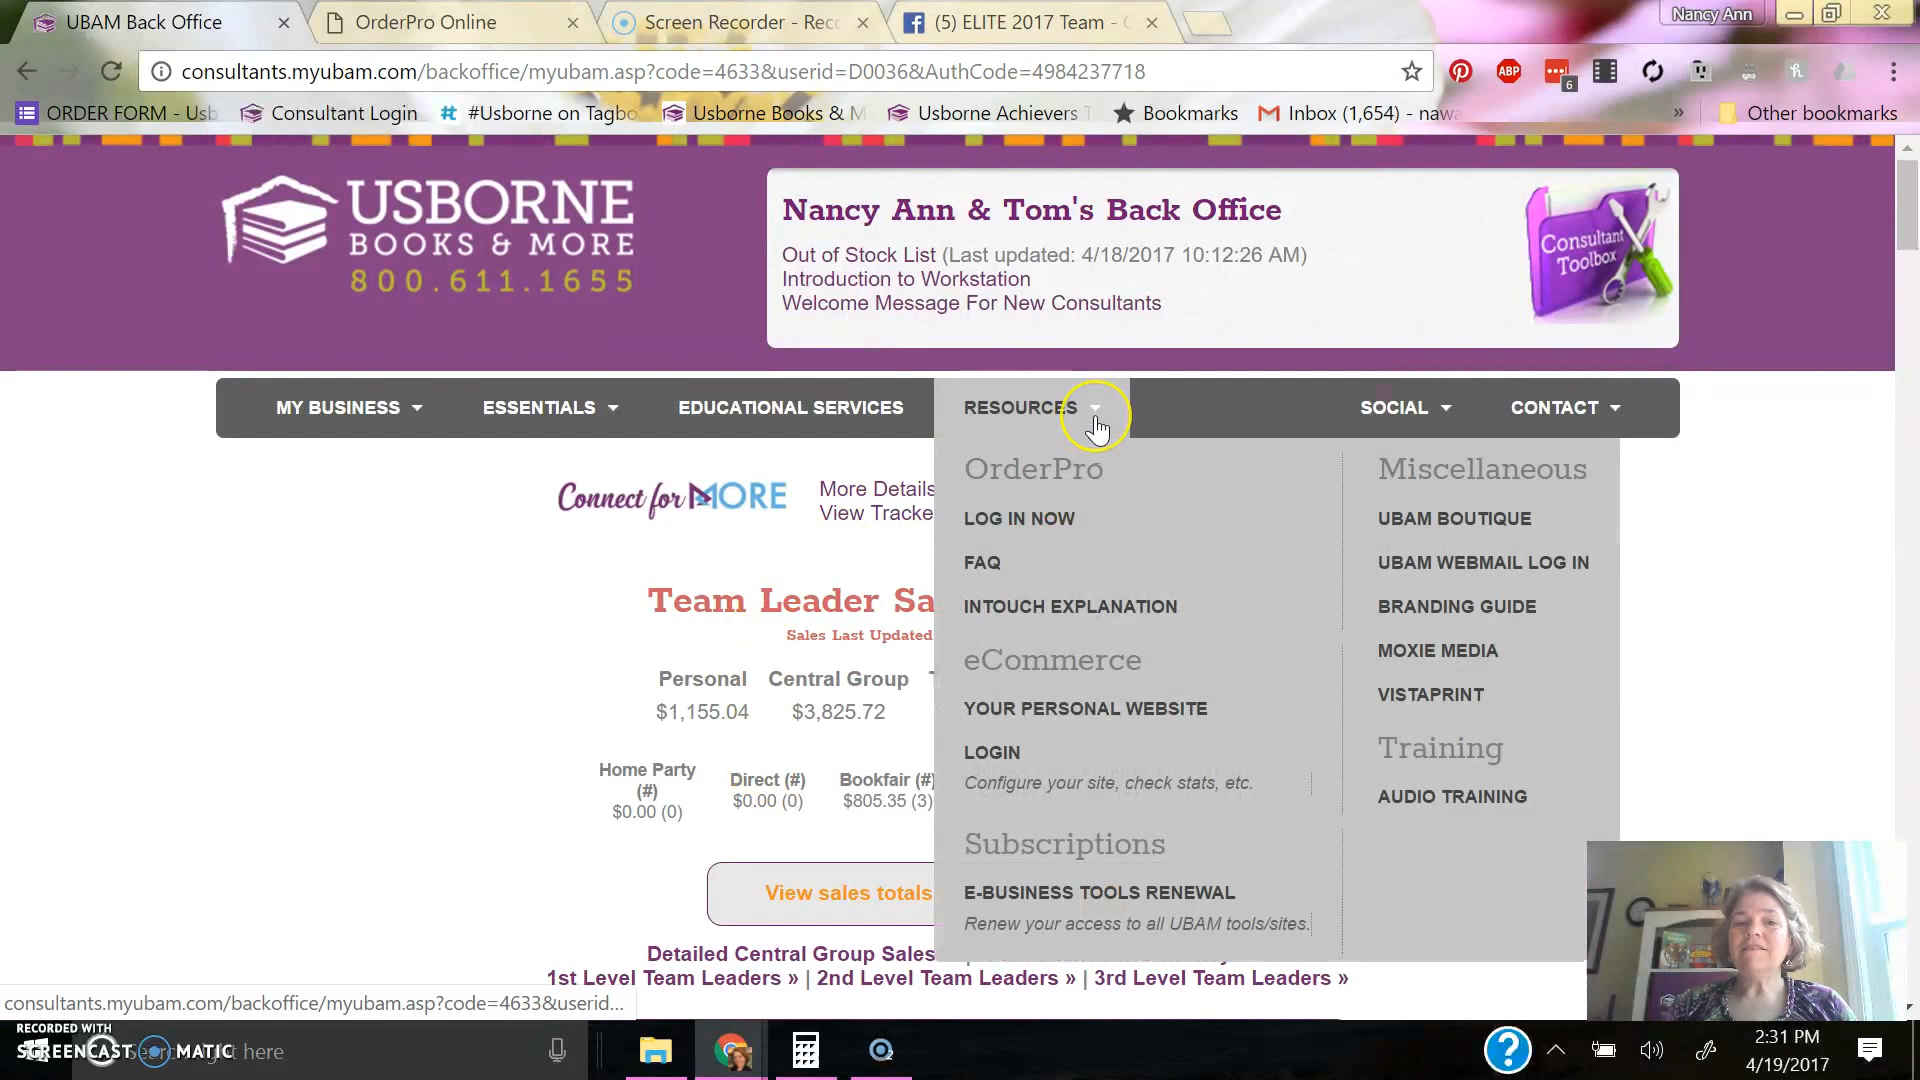 UBAM Back Office
OrderPro Online
Screen Recorder - Rec
(5) ELITE 2017 Team -
Nancy Ann
consultants.myubam.com/backoffice/myubam.asp?code=4633&userid=D0036&AuthCode=4984237718
ABP
6
ORDER FORM - Usb
Consultant Login
#Usborne on Tagbo
Usborne Books & M
Usborne Achievers T
Bookmarks
Inbox (1,654) - nawa
»
Other bookmarks
USBORNE
BOOKS & MORE
800.611.1655
Nancy Ann & Tom's Back Office
Out of Stock List (Last updated: 4/18/2017 10:12:26 AM)
Introduction to Workstation
Welcome Message For New Consultants
Consultant
Toolbox
MY BUSINESS
ESSENTIALS
EDUCATIONAL SERVICES
RESOURCES
SOCIAL
CONTACT
Connect for MORE
More Details
View Tracke
Team Leader Sa
Sales Last Updated
Personal Central Group
$1,155.04 $3,825.72
Home Party (#) Direct (#) Bookfair (#)
$0.00 (0) $0.00 (0) $805.35 (3)
View sales totals
Detailed Central Group Sales
1st Level Team Leaders » | 2nd Level Team Leaders » | 3rd Level Team Leaders »
OrderPro
LOG IN NOW
FAQ
INTOUCH EXPLANATION
eCommerce
YOUR PERSONAL WEBSITE
LOGIN
Configure your site, check stats, etc.
Subscriptions
E-BUSINESS TOOLS RENEWAL
Renew your access to all UBAM tools/sites.
Miscellaneous
UBAM BOUTIQUE
UBAM WEBMAIL LOG IN
BRANDING GUIDE
MOXIE MEDIA
VISTAPRINT
Training
AUDIO TRAINING
consultants.myubam.com/backoffice/myubam.asp?code=4633&userid...
RECORDED WITH
SCREENCAST MATIC
here
2:31 PM
4/19/2017